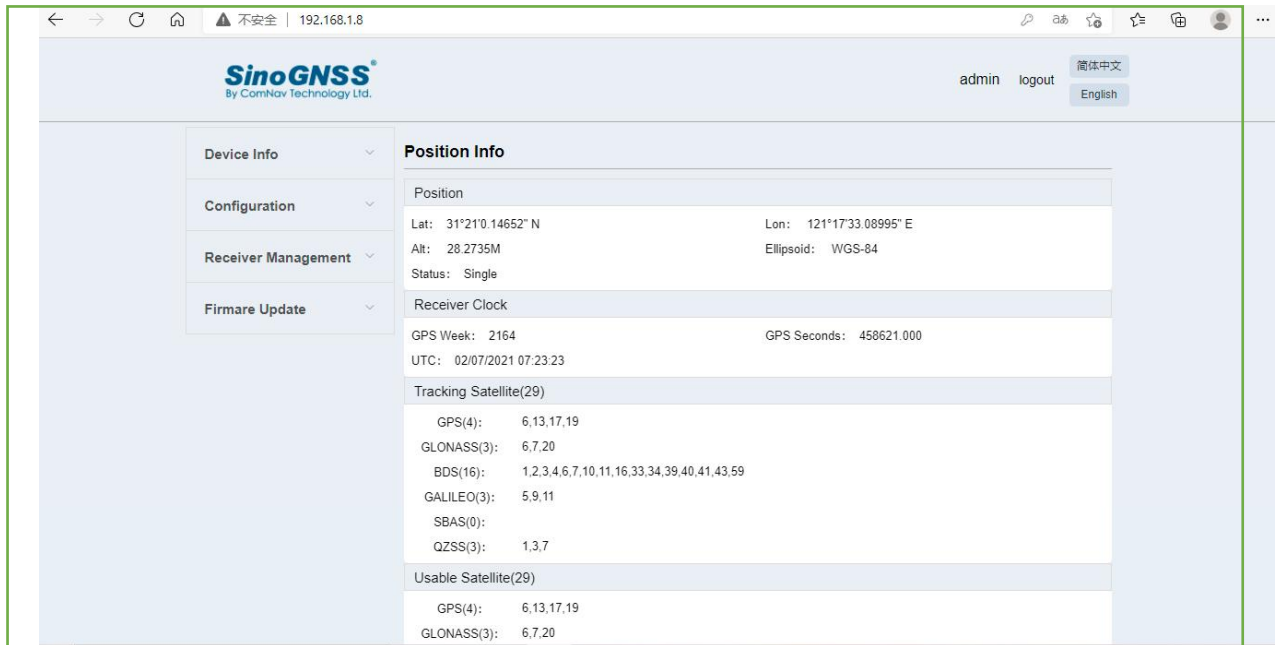 不安全 | 192.168.1.8
aあ
SinoGNSS®
By ComNav Technology Ltd.
admin logout
简体中文
English
Device Info
Configuration
Receiver Management
Firmare Update
Position Info
Position
Lat: 31°21'0.14652" N Lon: 121°17'33.08995" E
Alt: 28.2735M Ellipsoid: WGS-84
Status: Single
Receiver Clock
GPS Week: 2164 GPS Seconds: 458621.000
UTC: 02/07/2021 07:23:23
Tracking Satellite(29)
GPS(4): 6,13,17,19
GLONASS(3): 6,7,20
BDS(16): 1,2,3,4,6,7,10,11,16,33,34,39,40,41,43,59
GALILEO(3): 5,9,11
SBAS(0):
QZSS(3): 1,3,7
Usable Satellite(29)
GPS(4): 6,13,17,19
GLONASS(3): 6,7,20